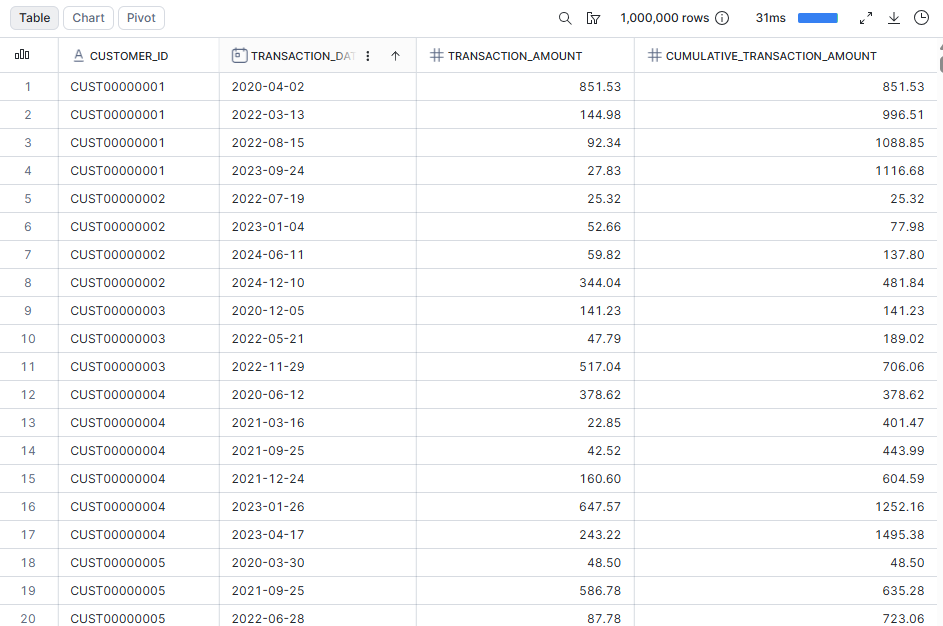 Table Chart Pivot 1,000,000 rows 31ms
CUSTOMER_ID TRANSACTION_DAT TRANSACTION_AMOUNT CUMULATIVE_TRANSACTION_AMOUNT
1 CUST00000001 2020-04-02 851.53 851.53
2 CUST00000001 2022-03-13 144.98 996.51
3 CUST00000001 2022-08-15 92.34 1088.85
4 CUST00000001 2023-09-24 27.83 1116.68
5 CUST00000002 2022-07-19 25.32 25.32
6 CUST00000002 2023-01-04 52.66 77.98
7 CUST00000002 2024-06-11 59.82 137.80
8 CUST00000002 2024-12-10 344.04 481.84
9 CUST00000003 2020-12-05 141.23 141.23
10 CUST00000003 2022-05-21 47.79 189.02
11 CUST00000003 2022-11-29 517.04 706.06
12 CUST00000004 2020-06-12 378.62 378.62
13 CUST00000004 2021-03-16 22.85 401.47
14 CUST00000004 2021-09-25 42.52 443.99
15 CUST00000004 2021-12-24 160.60 604.59
16 CUST00000004 2023-01-26 647.57 1252.16
17 CUST00000004 2023-04-17 243.22 1495.38
18 CUST00000005 2020-03-30 48.50 48.50
19 CUST00000005 2021-09-25 586.78 635.28
20 CUST00000005 2022-06-28 87.78 723.06